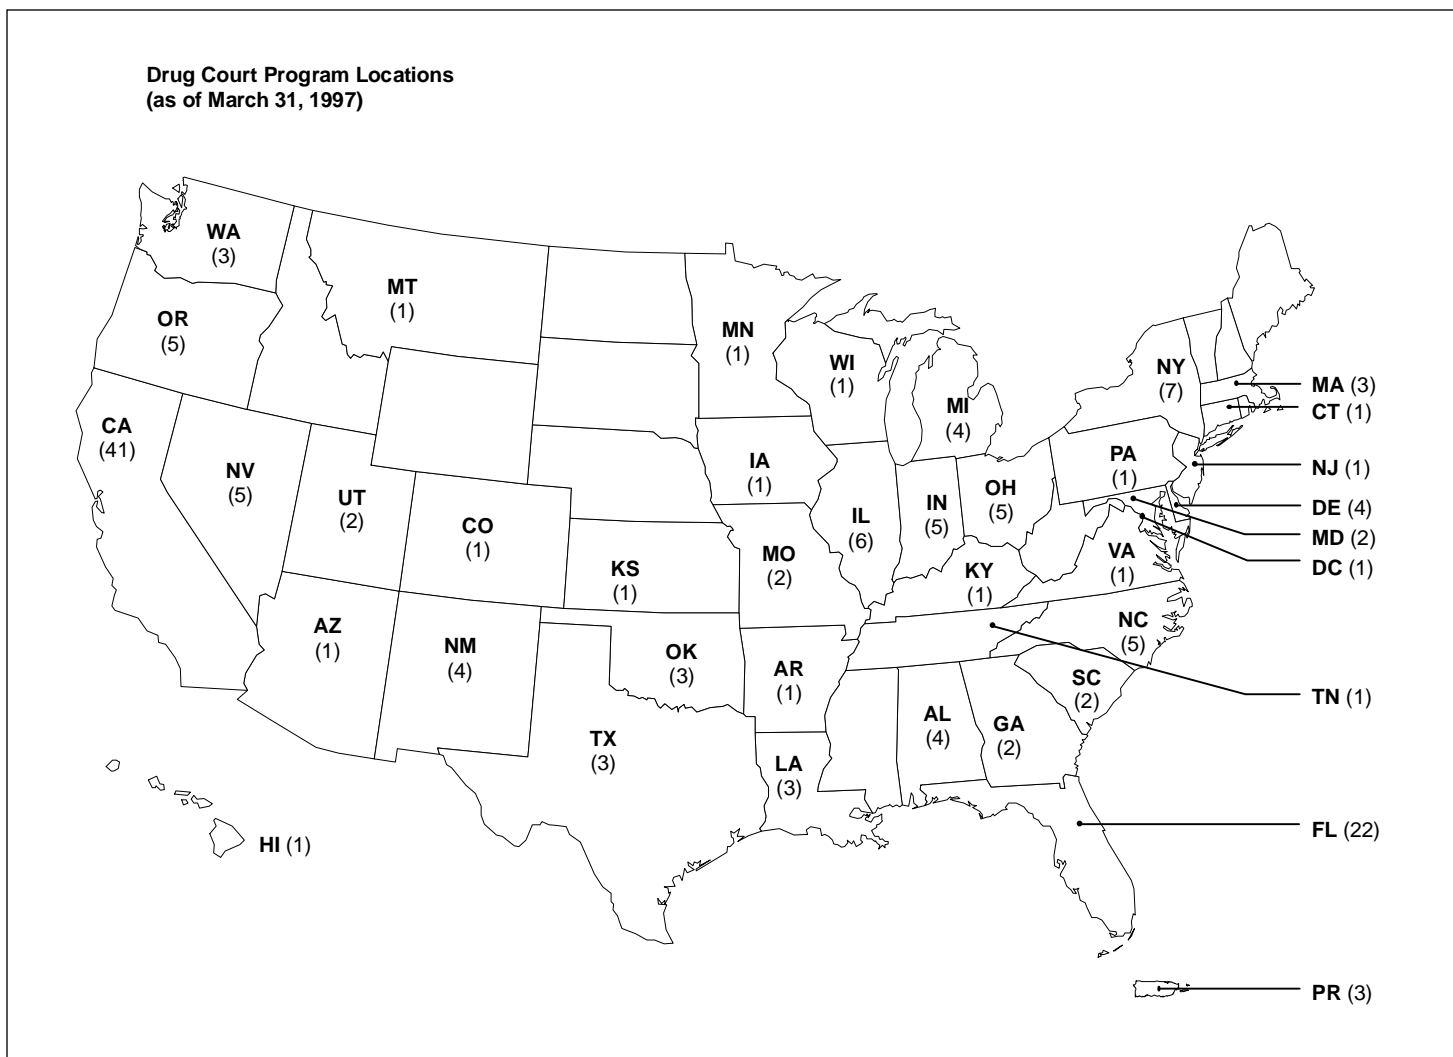 Drug Court Program Locations
(as of March 31, 1997)
WA
(3)
MT
(1)
OR
(5)
MN
(1)
WI
(1)
NY
(7)
MA (3)
MI
(4)
CT (1)
CA
(41)
NV
(5)
UT
(2)
CO
(1)
IA
(1)
PA
(1)
NJ (1)
IL
(6)
IN
(5)
OH
(5)
DE (4)
MD (2)
DC (1)
KS
(1)
MO
(2)
KY
(1)
VA
(1)
AZ
(1)
NM
(4)
OK
(3)
AR
(1)
NC
(5)
SC
(2)
TN (1)
TX
(3)
LA
(3)
AL
(4)
GA
(2)
FL (22)
HI (1)
PR (3)